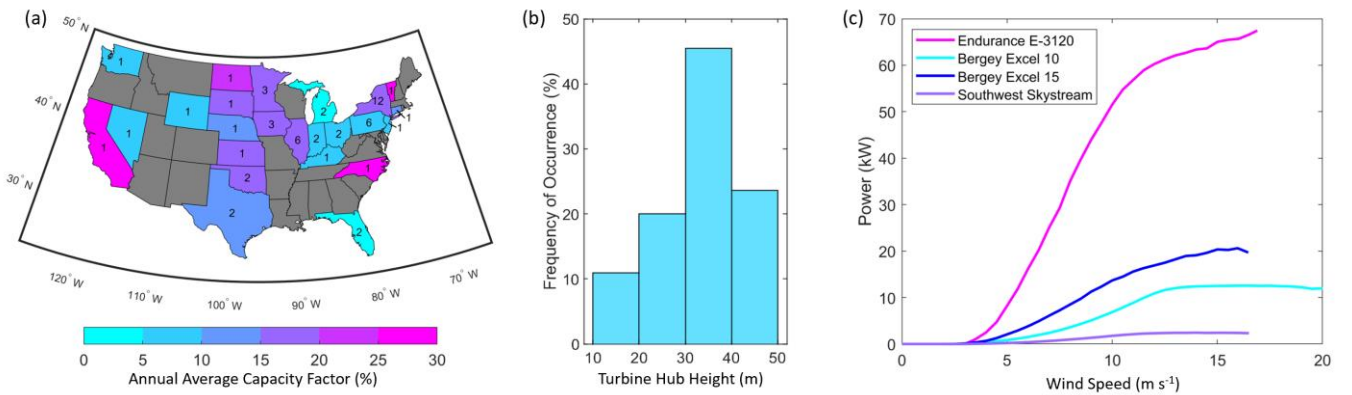 (a)
50° N
40° N
30° N
120° W
110° W
100° W
90° W
80° W
70° W
1
1
3
12
1
1
2
1
1
1
3
6
2
2
6
1
1
1
1
1
2
1
2
2
0 5 10 15 20 25 30
Annual Average Capacity Factor (%)
(b)
50
40
30
20
10
0
Frequency of Occurrence (%)
10 20 30 40 50
Turbine Hub Height (m)
(c)
70
60
50
40
30
20
10
0
Power (kW)
Endurance E-3120
Bergey Excel 10
Bergey Excel 15
Southwest Skystream
0 5 10 15 20
Wind Speed (m s⁻¹)